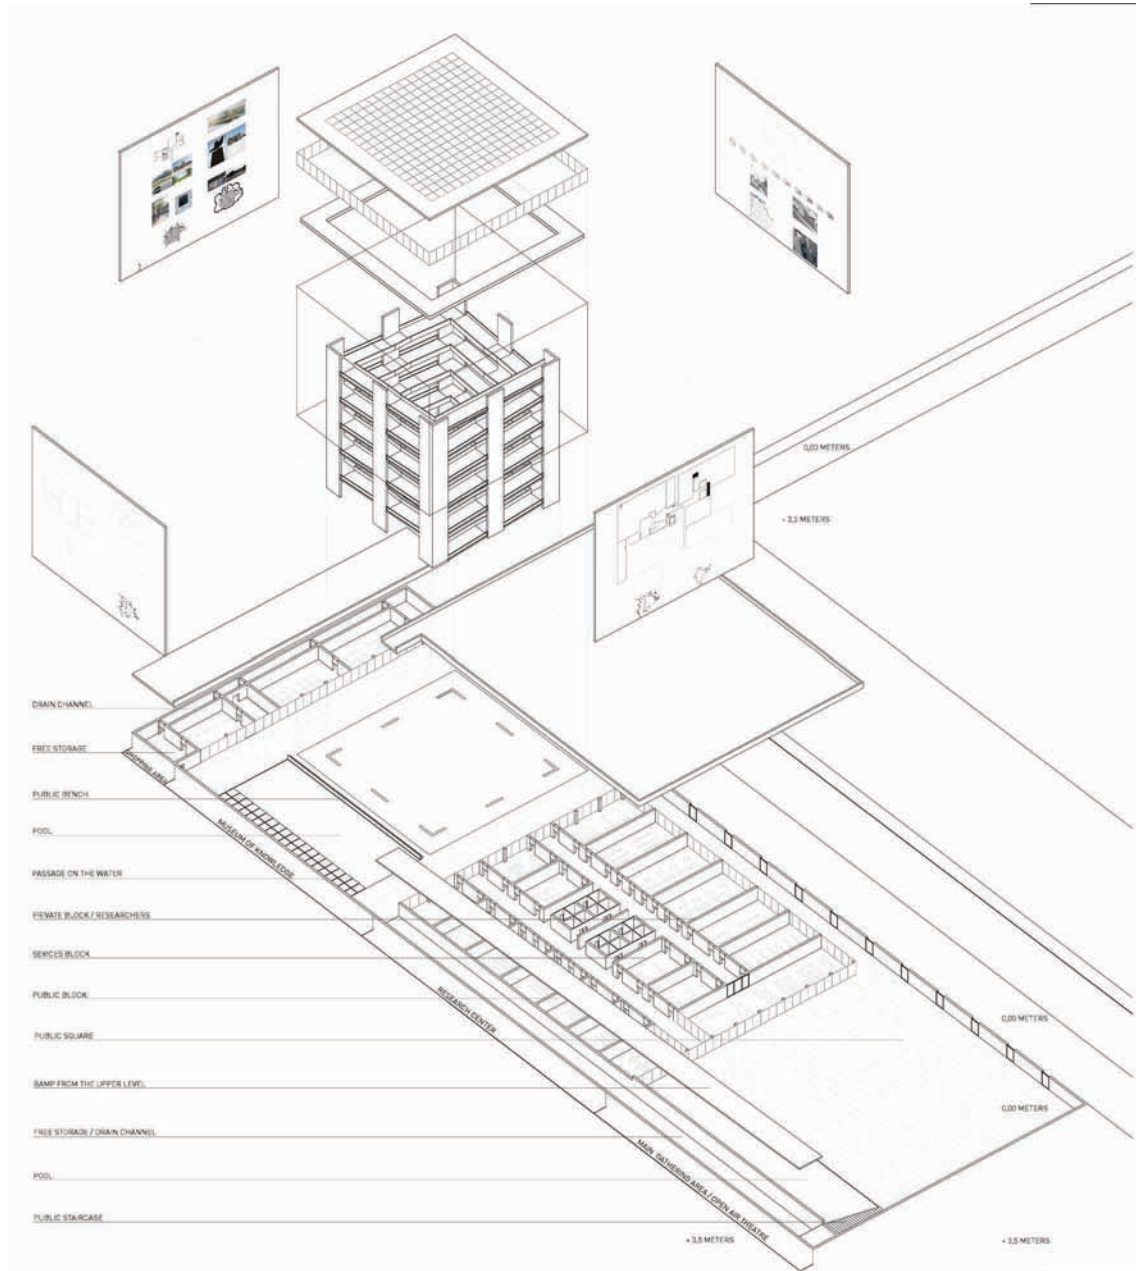 0,00 METERS
+ 3,5 METERS
DRAIN CHANNEL
FREE STORAGE
SHOPPING AREA
PUBLIC BENCH
POOL
MUSEUM OF KNOWLEDGE
PASSAGE ON THE WATER
PRIVATE BLOCK / RESEARCHERS
SEVICES BLOCK
PUBLIC BLOCK
RESEARCH CENTER
0,00 METERS
PUBLIC SQUARE
RAMP FROM THE UPPER LEVEL
0,00 METERS
FREE STORAGE / DRAIN CHANNEL
MAIN GATHERING AREA / OPEN AIR THEATRE
POOL
PUBLIC STAIRCASE
+ 3,5 METERS
+ 3,5 METERS